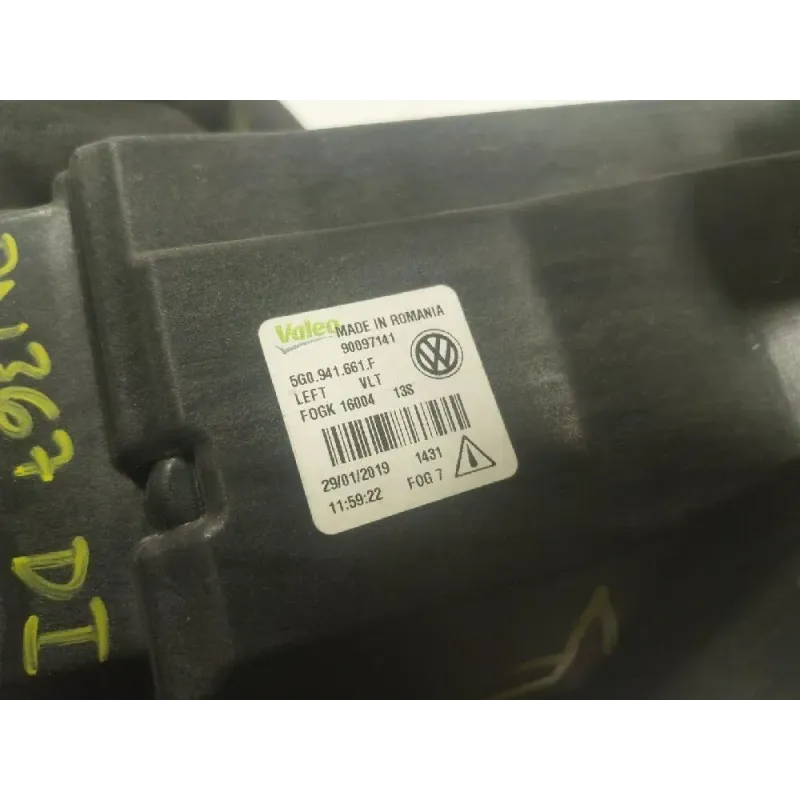 Valeo MADE IN ROMANIA
90097141
5G0.941.661.F
LEFT VLT
FOGK 16004 13S
29/01/2019 1431
11:59:22 FOG 7
DI